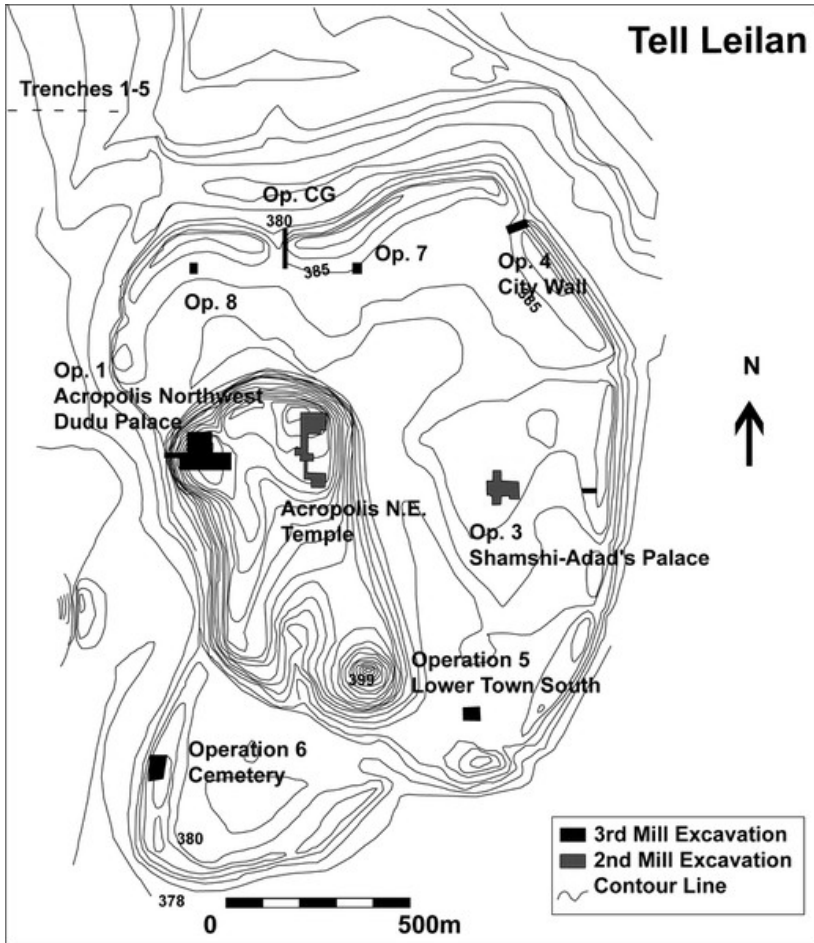 Tell Leilan
Trenches 1-5
Op. CG
380
Op. 7
385
Op. 4
City Wall
385
Op. 8
Op. 1
Acropolis Northwest
Dudu Palace
N
Acropolis N.E.
Temple
Op. 3
Shamshi-Adad's Palace
Operation 5
Lower Town South
399
Operation 6
Cemetery
380
378
0
500m
3rd Mill Excavation
2nd Mill Excavation
Contour Line